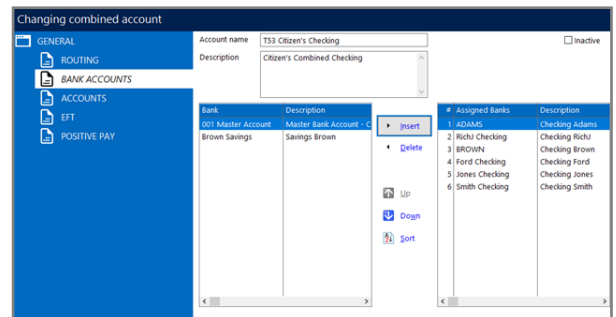 Changing combined account
GENERAL
ROUTING
BANK ACCOUNTS
ACCOUNTS
EFT
POSITIVE PAY
Account name T53 Citizen's Checking Inactive
Description Citizen's Combined Checking
Bank Description
001 Master Account Master Bank Account - C
Brown Savings Savings Brown
Insert
Delete
Up
Down
Sort
# Assigned Banks Description
1 ADAMS Checking Adams
2 RichJ Checking Checking RichJ
3 BROWN Checking Brown
4 Ford Checking Checking Ford
5 Jones Checking Checking Jones
6 Smith Checking Checking Smith